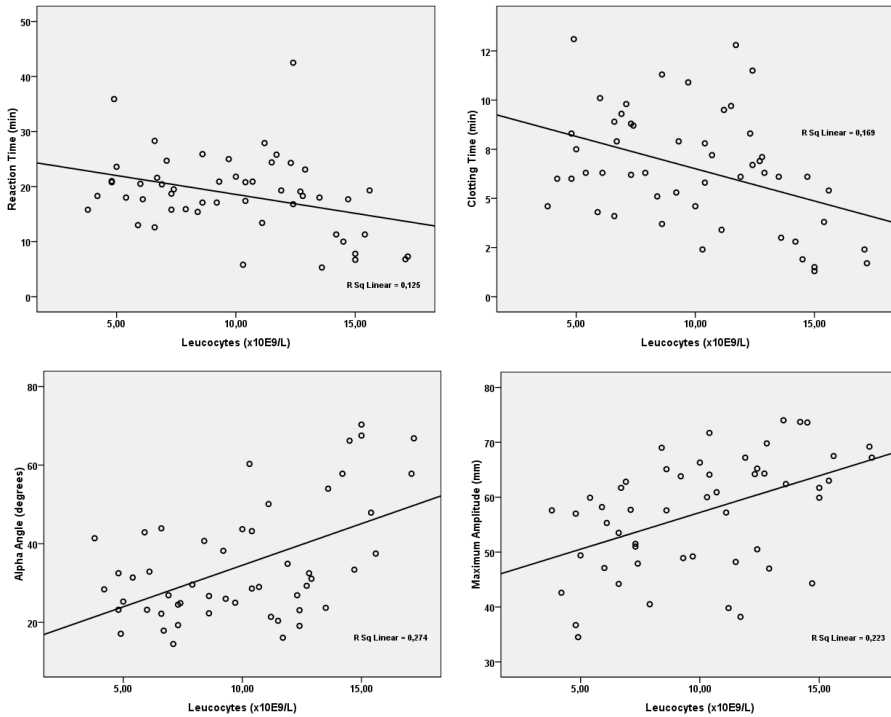 50
40
30
20
10
0
Reaction Time (min)
R Sq Linear = 0,125
5,00 10,00 15,00
Leucocytes (x10E9/L)
12
10
8
5
2
0
Clotting Time (min)
R Sq Linear = 0,169
5,00 10,00 15,00
Leucocytes (x10E9/L)
80
60
40
20
Alpha Angle (degrees)
R Sq Linear = 0,274
5,00 10,00 15,00
Leucocytes (x10E9/L)
80
70
60
50
40
30
Maximum Amplitude (mm)
R Sq Linear = 0,223
5,00 10,00 15,00
Leucocytes (x10E9/L)